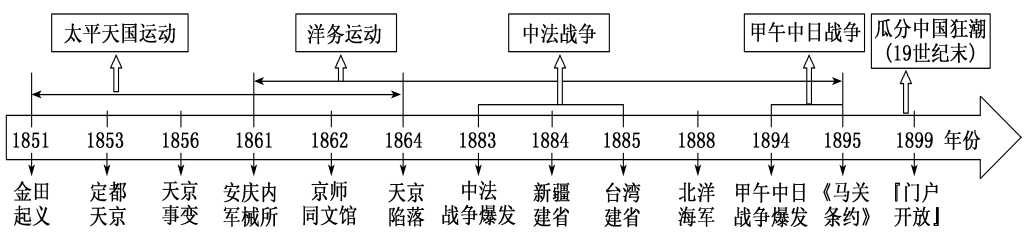 太平天国运动
洋务运动
中法战争
甲午中日战争
瓜分中国狂潮
(19世纪末)
1851 1853 1856 1861 1862 1864 1883 1884 1885 1888 1894 1895 1899 年份
金田 定都 天京 安庆内 京师 天京 中法 新疆 台湾 北洋 甲午中日 《马关 『门户
起义 天京 事变 军械所 同文馆 陷落 战争爆发 建省 建省 海军 战争爆发 条约》 开放』